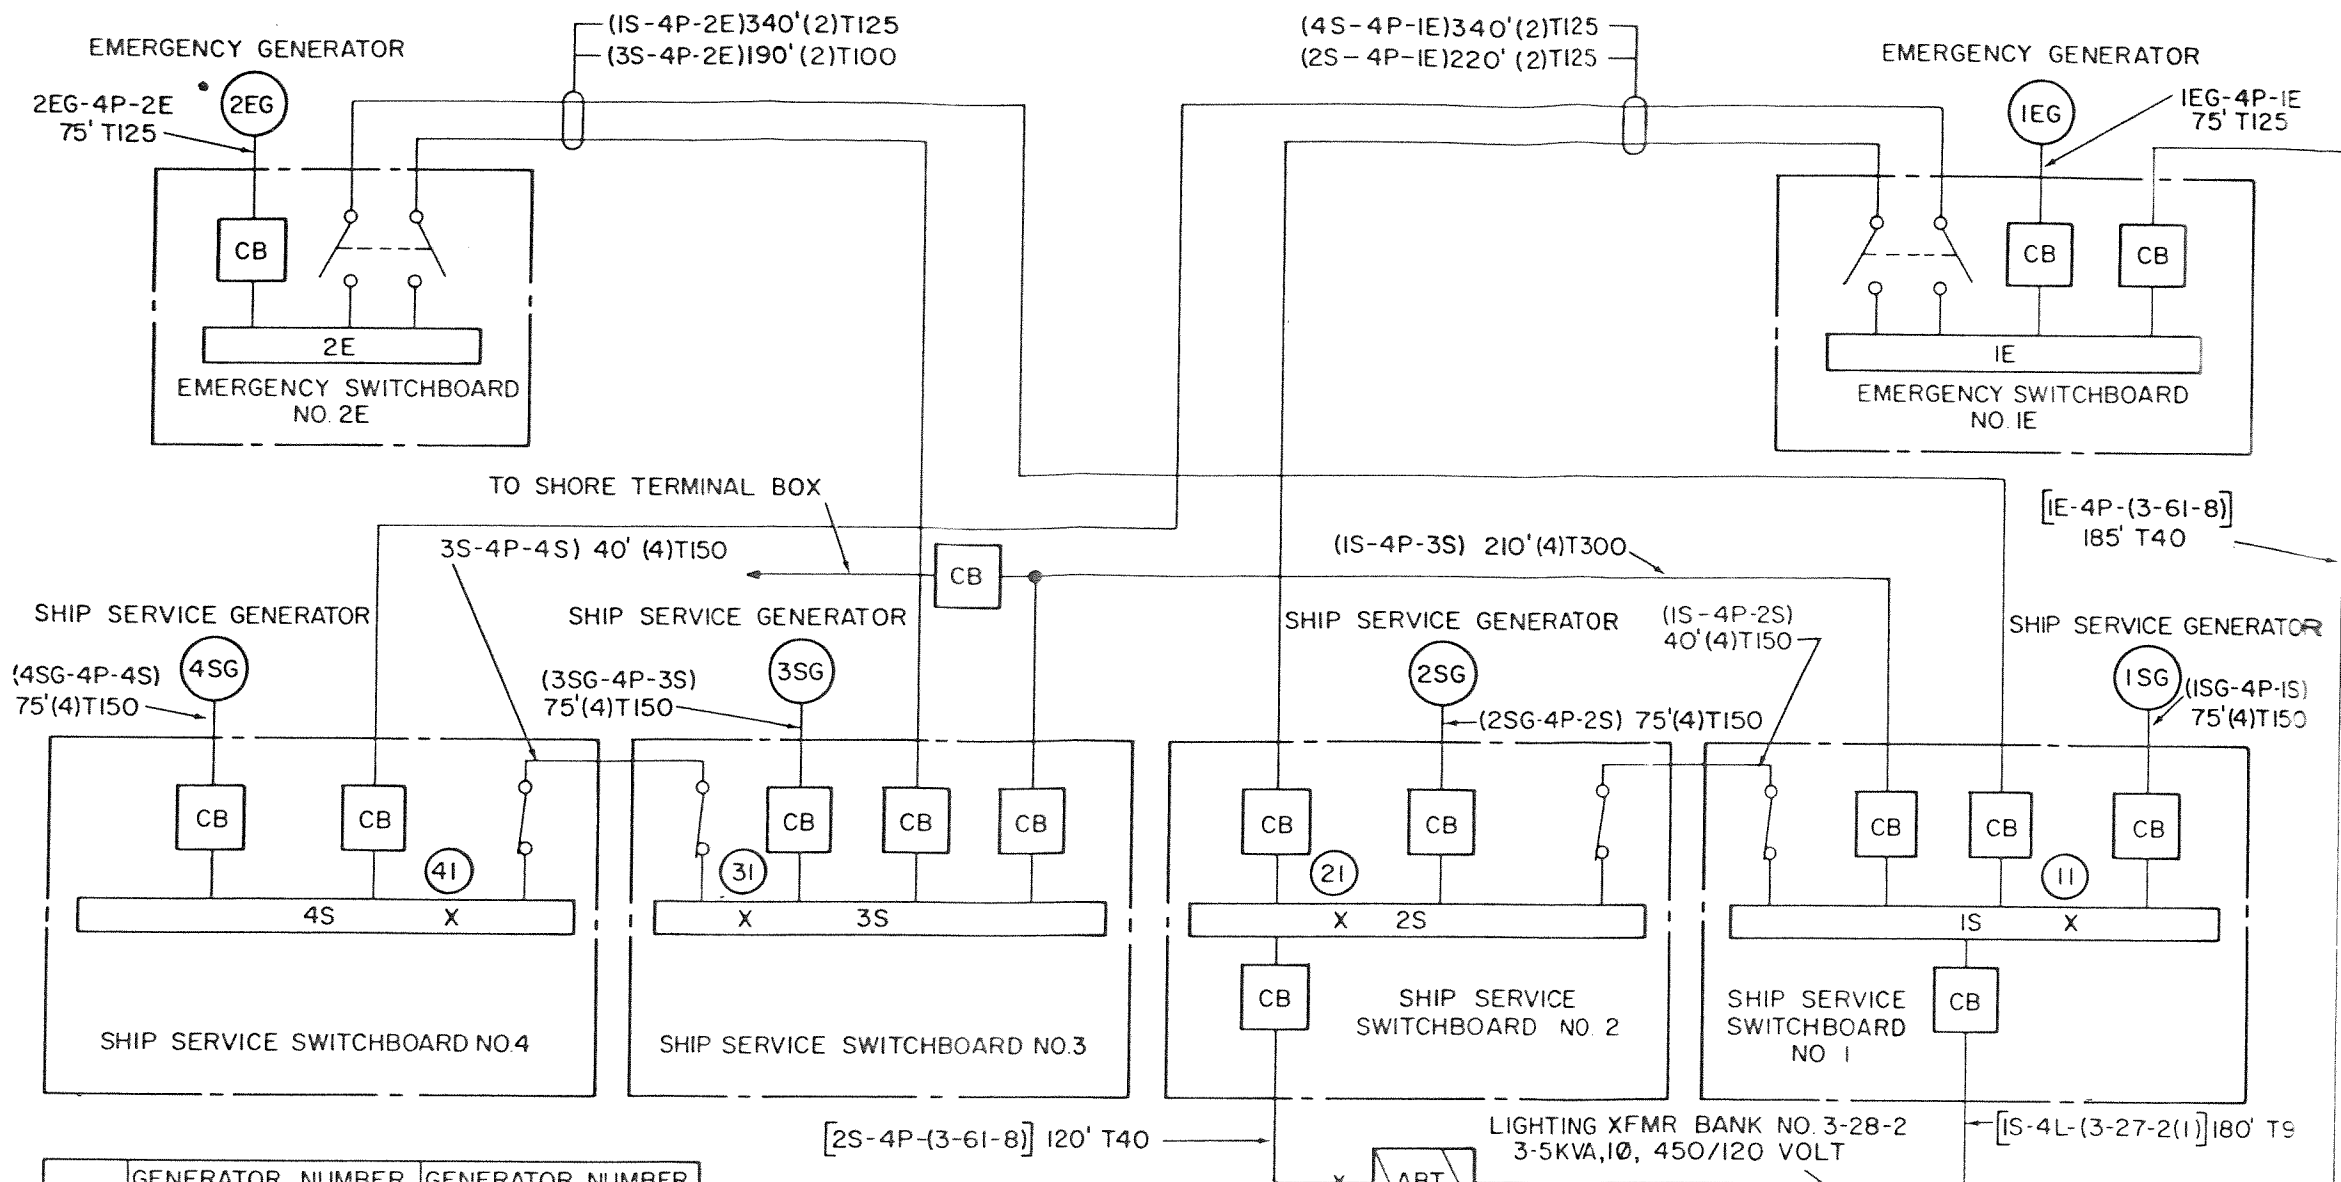 (1S-4P-2E)340'(2)T125
(3S-4P-2E)190'(2)T100
(4S-4P-1E)340'(2)T125
(2S-4P-1E)220' (2)T125
EMERGENCY GENERATOR
EMERGENCY GENERATOR
2EG-4P-2E
75' T125
2EG
1EG
1EG-4P-1E
75' T125
CB
CB
CB
2E
1E
EMERGENCY SWITCHBOARD
NO. 2E
EMERGENCY SWITCHBOARD
NO. 1E
TO SHORE TERMINAL BOX
[1E-4P-(3-61-8)]
185' T40
3S-4P-4S) 40' (4)T150
CB
(1S-4P-3S) 210'(4)T300
SHIP SERVICE GENERATOR
SHIP SERVICE GENERATOR
SHIP SERVICE GENERATOR
(1S-4P-2S)
40'(4)T150
SHIP SERVICE GENERATOR
(4SG-4P-4S)
75'(4)T150
4SG
(3SG-4P-3S)
75'(4)T150
3SG
2SG
(2SG-4P-2S) 75'(4)T150
1SG
(1SG-4P-1S)
75'(4)T150
CB
CB
CB
CB
CB
CB
CB
CB
CB
CB
41
31
21
11
4S X
X 3S
X 2S
1S X
CB
CB
SHIP SERVICE SWITCHBOARD NO.4
SHIP SERVICE SWITCHBOARD NO.3
SHIP SERVICE
SWITCHBOARD NO. 2
SHIP SERVICE
SWITCHBOARD
NO 1
[2S-4P-(3-61-8)] 120' T40
LIGHTING XFMR BANK NO. 3-28-2
3-5KVA,1Ø, 450/120 VOLT
[1S-4L-(3-27-2(1)]180' T9
X
ABT
GENERATOR NUMBER
GENERATOR NUMBER